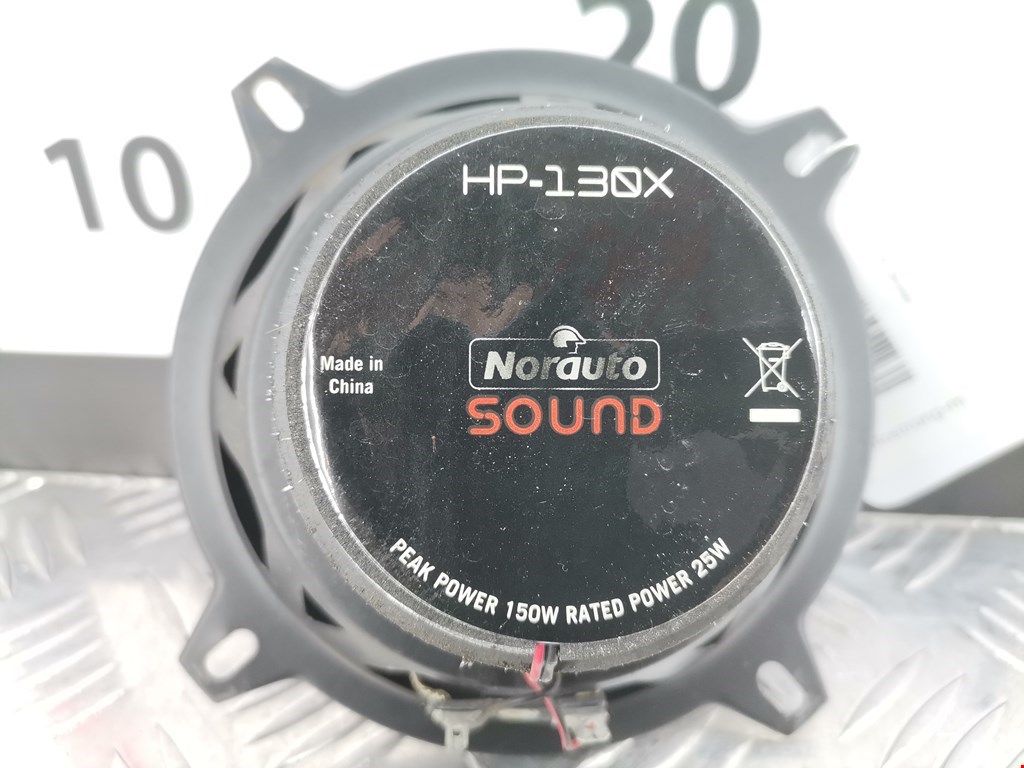 20
10
HP-130X
Made in
China
Norauto
SOUND
PEAK POWER 150W RATED POWER 25W